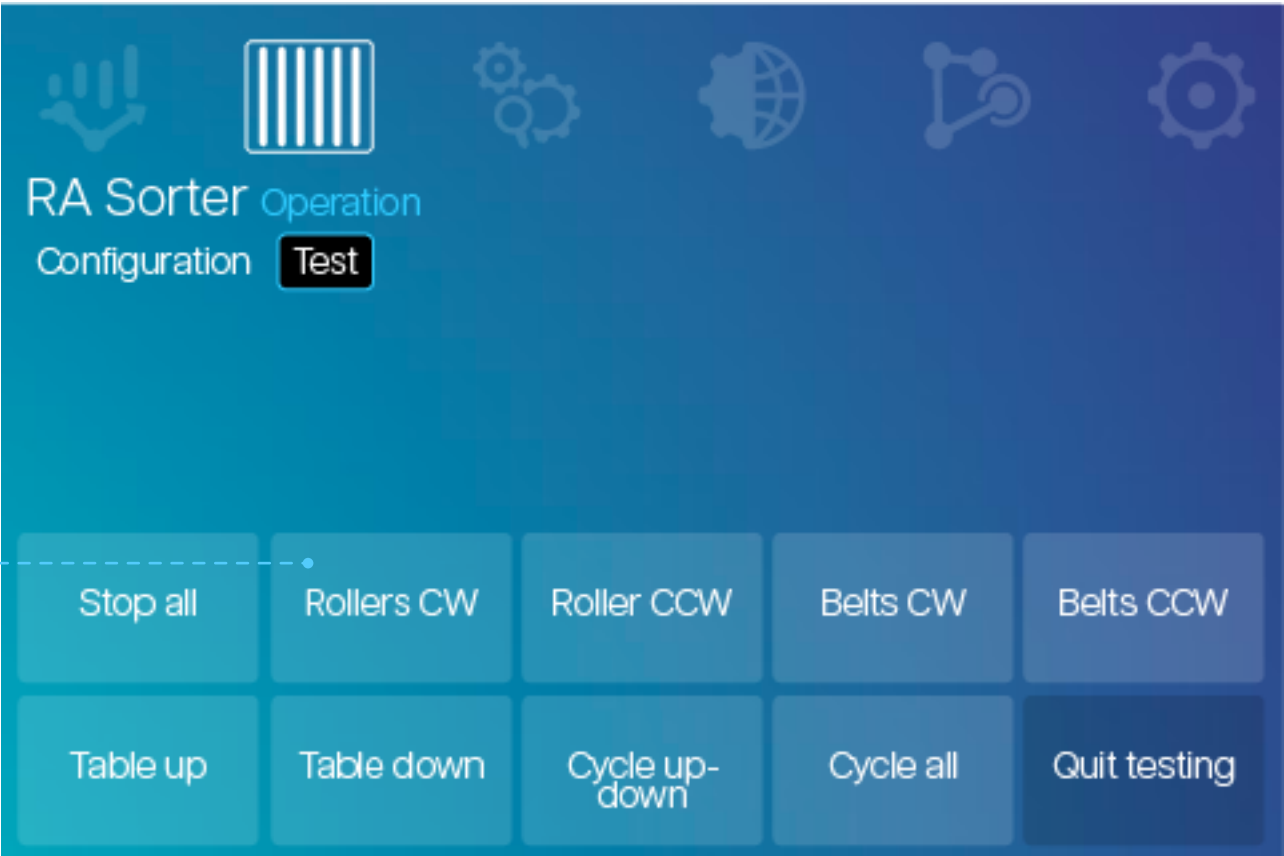 RA Sorter Operation
Configuration Test
Stop all
Rollers CW
Roller CCW
Belts CW
Belts CCW
Table up
Table down
Cycle up-
down
Cycle all
Quit testing